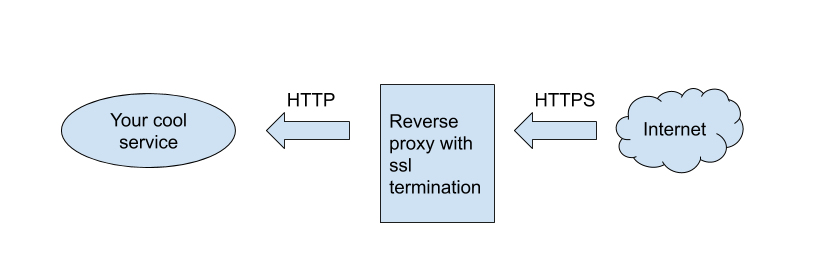 Your cool
service
HTTP
Reverse
proxy with
ssl
termination
HTTPS
Internet